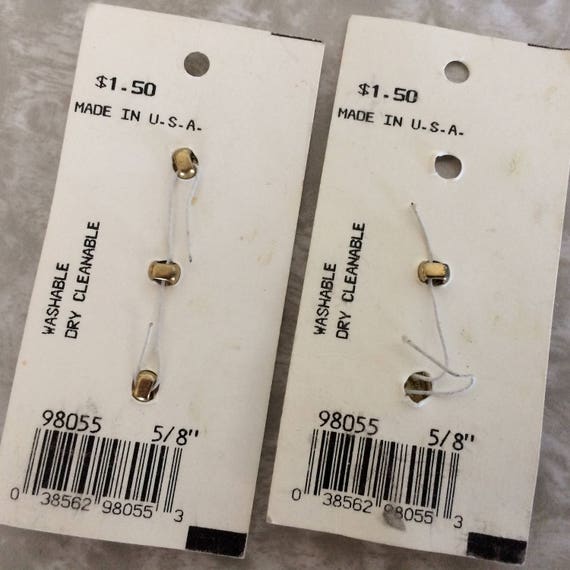 $1.50
MADE IN U.S.A.
WASHABLE
DRY CLEANABLE
98055 5/8"
0 38562 98055 3
$1.50
MADE IN U.S.A.
WASHABLE
DRY CLEANABLE
98055 5/8"
0 38562 98055 3